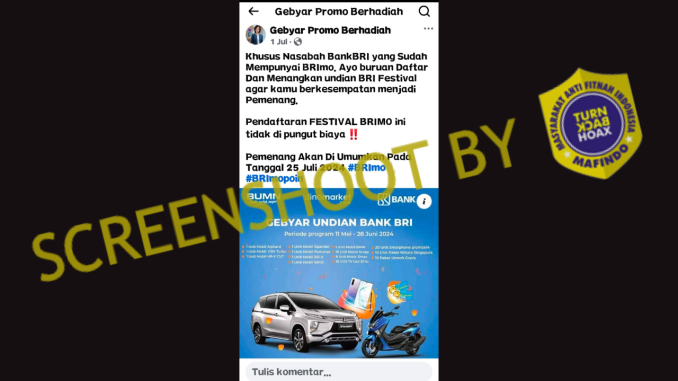 Gebyar Promo Berhadiah
Gebyar Promo Berhadiah
1 Jul
Khusus Nasabah BankBRI yang Sudah
Mempunyai BRImo, Ayo buruan Daftar
Dan Menangkan undian BRI Festival
agar kamu berkesempatan menjadi
Pemenang,
Pendaftaran FESTIVAL BRIMO ini
tidak di pungut biaya ‼️
Pemenang Akan Di Umumkan Pada
Tanggal 25 Juli 2024 #BRImo
#BRImopoin
BUMN
BANK
GEBYAR UNDIAN BANK BRI
Periode program 11 Mei - 28 Juni 2024
Tulis komentar...
SCREENSHOOT BY
MASYARAKAT ANTI FITNAH INDONESIA
TURN
BACK
HOAX
MAFINDO